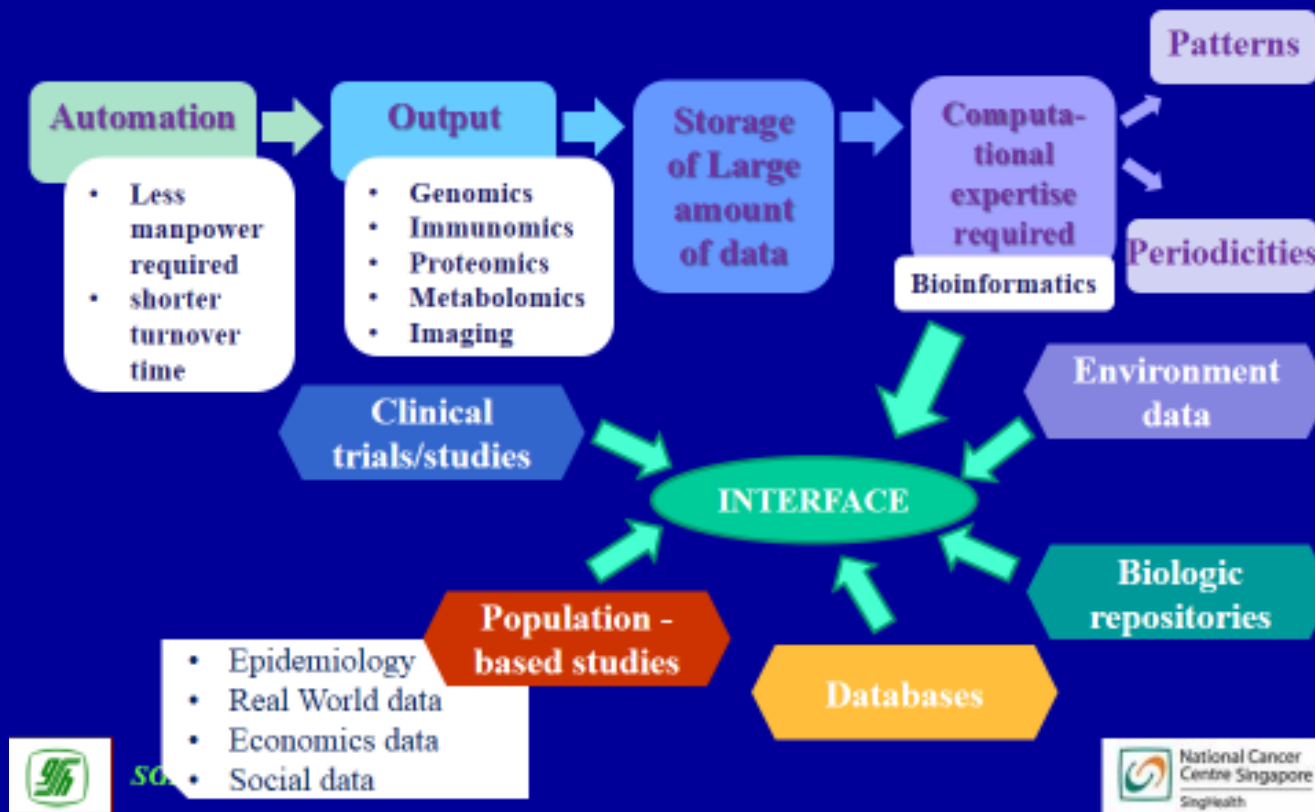 Automation
• Less
manpower
required
• shorter
turnover
time
Output
• Genomics
• Immunomics
• Proteomics
• Metabolomics
• Imaging
Storage
of Large
amount
of data
Computa-
tional
expertise
required
Bioinformatics
Patterns
Periodicities
Clinical
trials/studies
Environment
data
INTERFACE
Biologic
repositories
Population -
based studies
Databases
• Epidemiology
• Real World data
• Economics data
• Social data
National Cancer
Centre Singapore
SingHealth